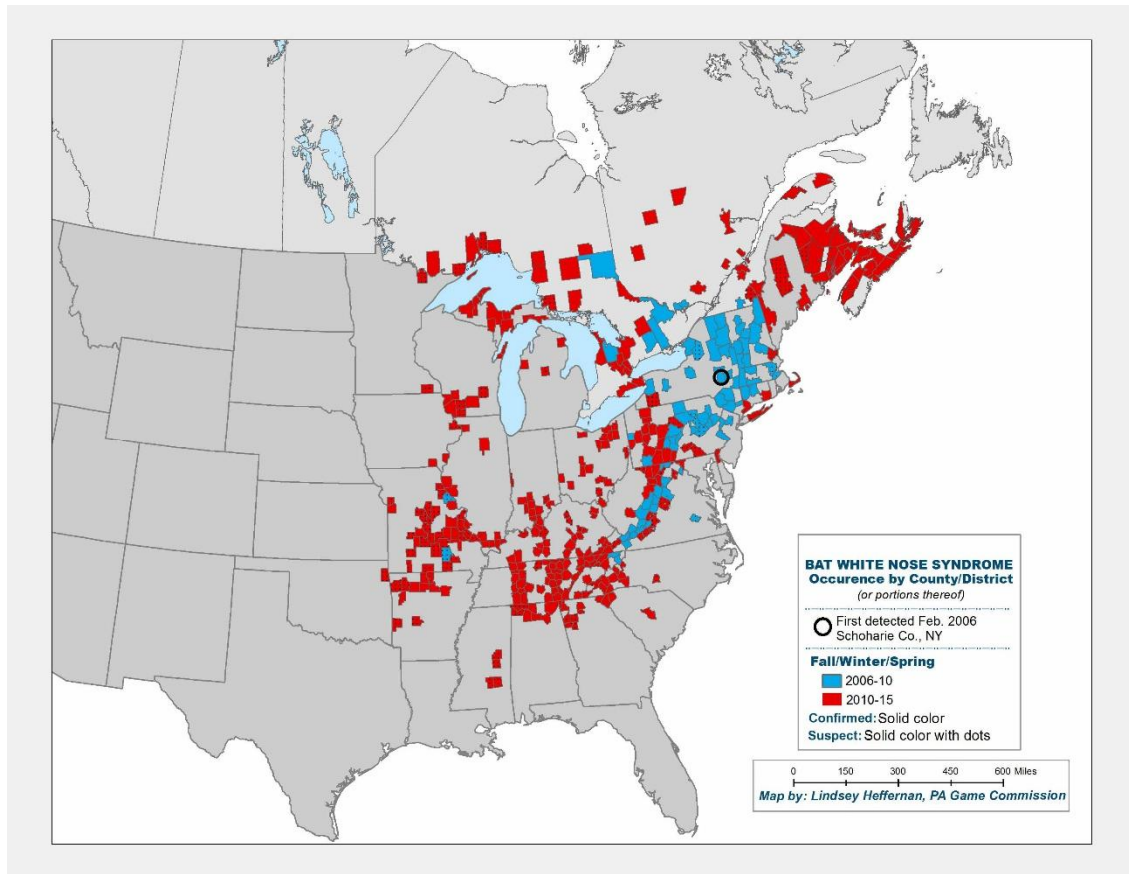 BAT WHITE NOSE SYNDROME
Occurence by County/District
(or portions thereof)
First detected Feb. 2006
Schoharie Co., NY
Fall/Winter/Spring
2006-10
2010-15
Confirmed: Solid color
Suspect: Solid color with dots
0 150 300 450 600 Miles
Map by: Lindsey Heffernan, PA Game Commission